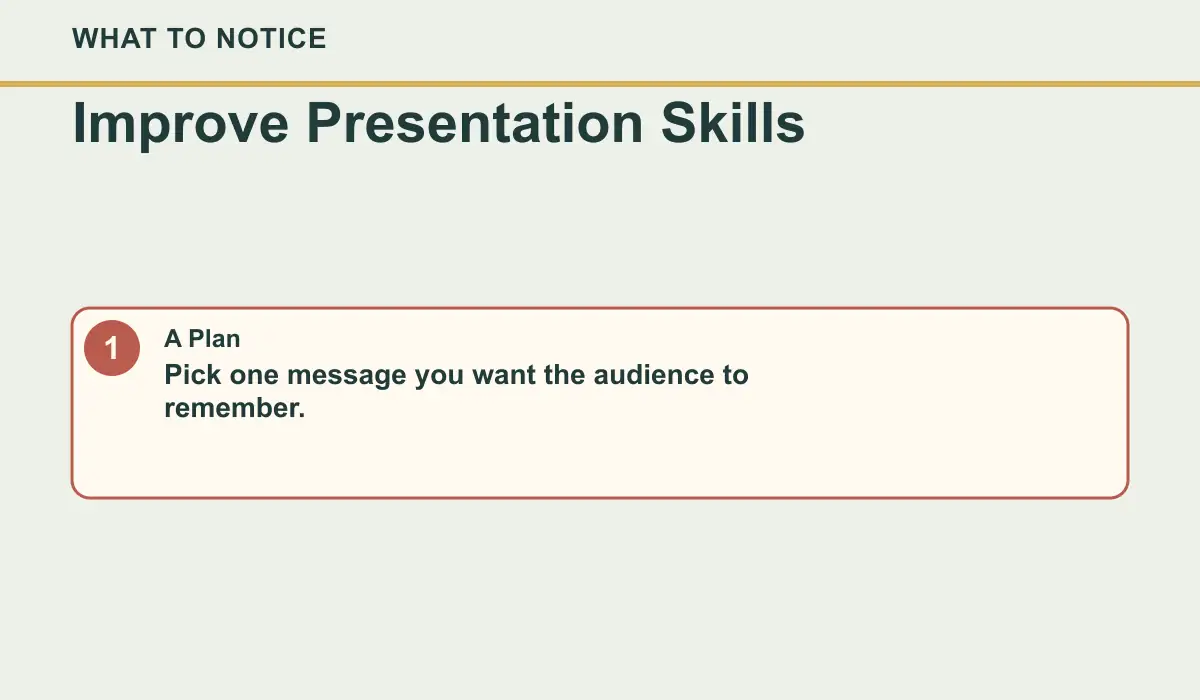 WHAT TO NOTICE
Improve Presentation Skills
1
A Plan
Pick one message you want the audience to
remember.